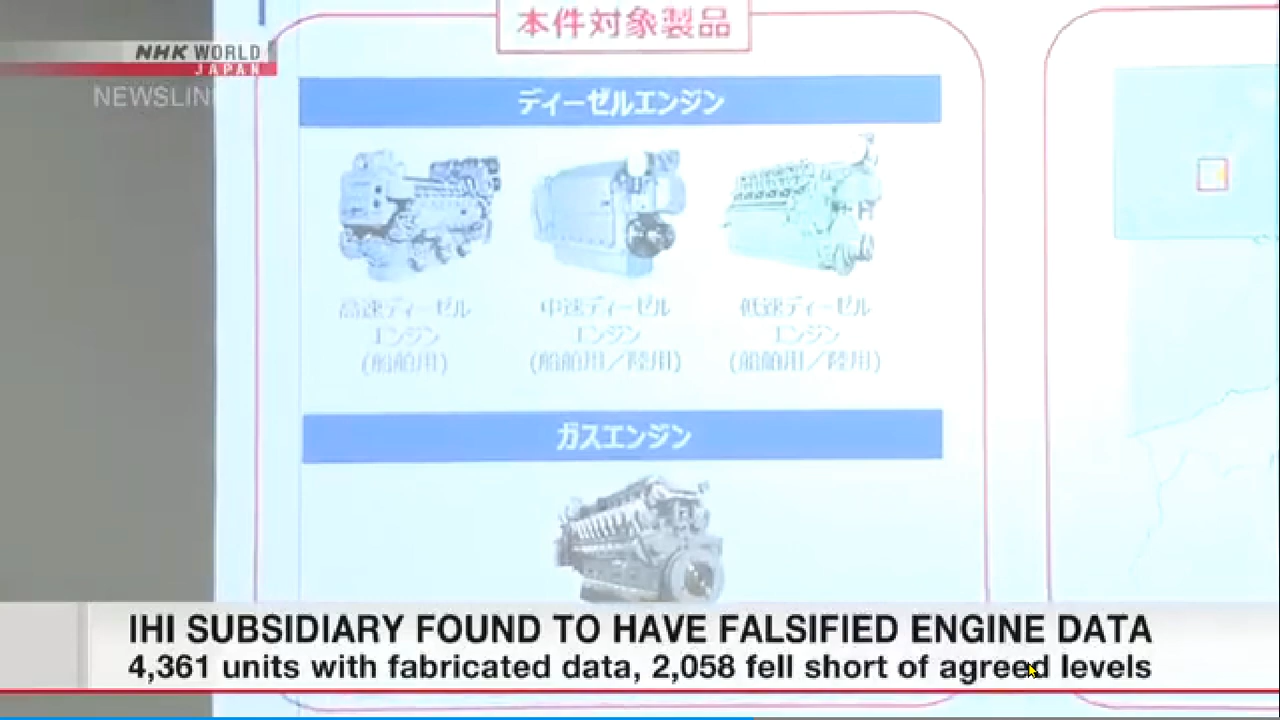 本件対象製品
NHK WORLD
JAPAN
NEWSLIN
ディーゼルエンジン
高速ディーゼル
エンジン
(船舶用)
中速ディーゼル
エンジン
(船舶用/陸用)
低速ディーゼル
エンジン
(船舶用/陸用)
ガスエンジン
IHI SUBSIDIARY FOUND TO HAVE FALSIFIED ENGINE DATA
4,361 units with fabricated data, 2,058 fell short of agreed levels